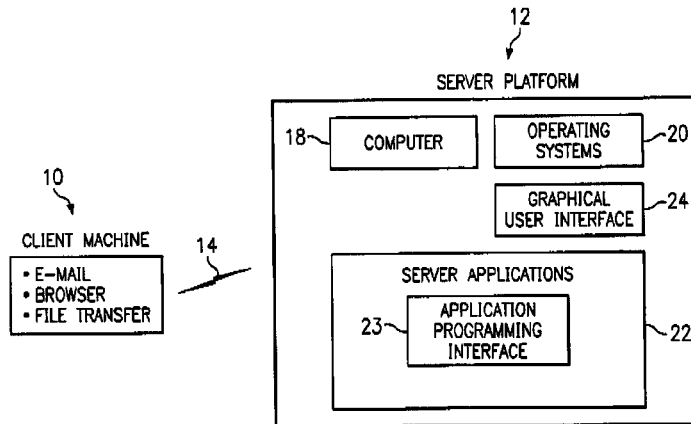 12
SERVER PLATFORM
18
COMPUTER
OPERATING
SYSTEMS
20
10
GRAPHICAL
USER INTERFACE
24
CLIENT MACHINE
• E-MAIL
• BROWSER
• FILE TRANSFER
14
SERVER APPLICATIONS
23
APPLICATION
PROGRAMMING
INTERFACE
22